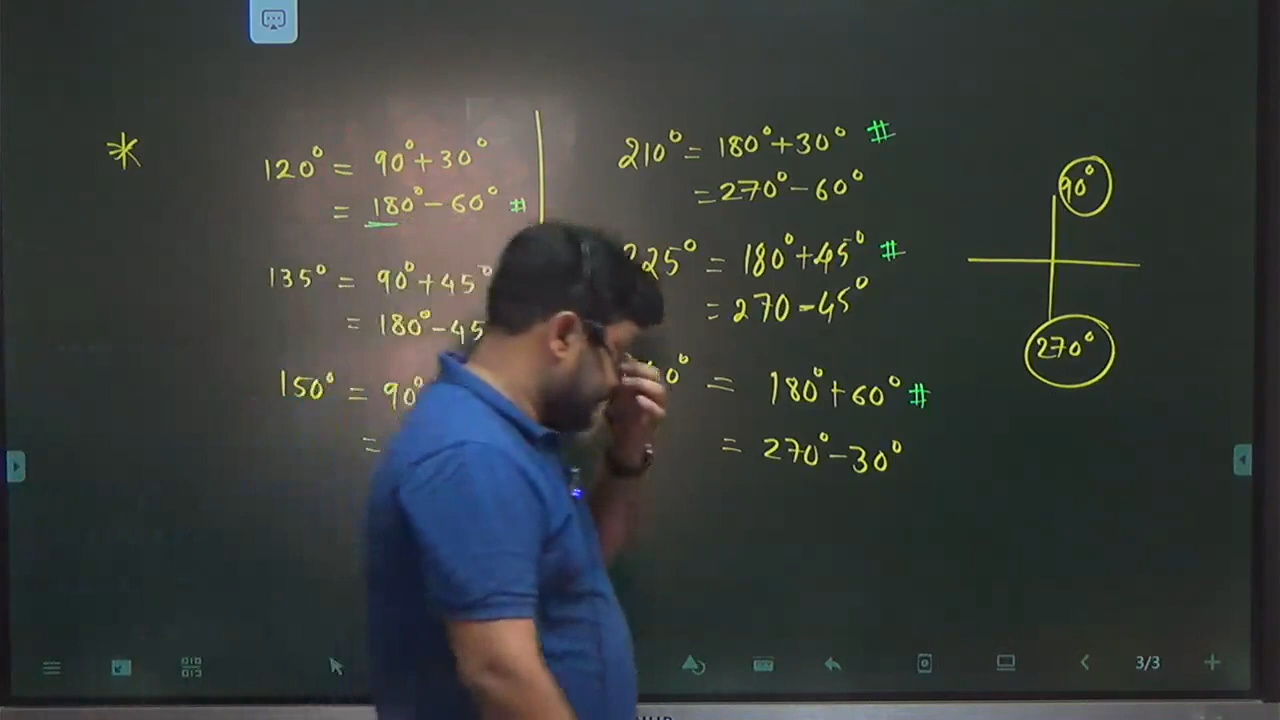 *
120° = 90° + 30°
= 180° - 60° #
135° = 90° + 45°
= 180° - 45
150° = 90°
=
210° = 180° + 30° #
= 270° - 60°
225° = 180° + 45° #
= 270 - 45°
0° = 180° + 60° #
= 270° - 30°
90°
270°
3/3